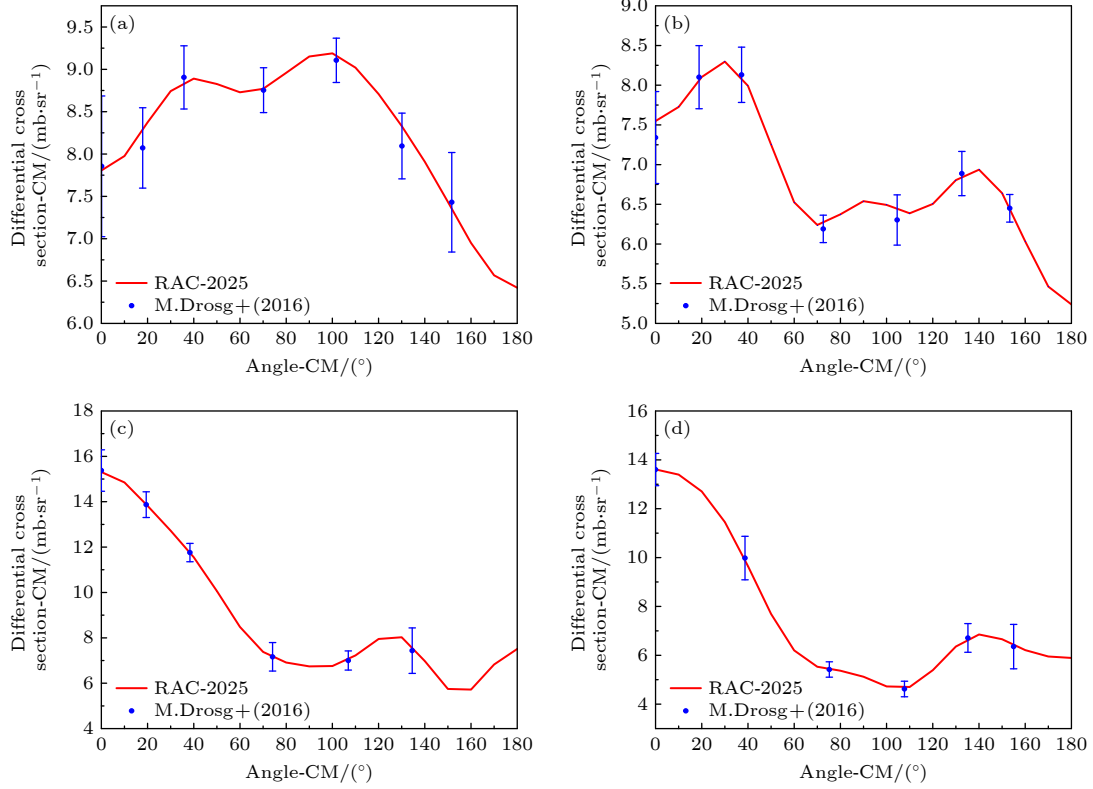 (a)
9.5
9.0
8.5
8.0
7.5
7.0
6.5
6.0
Differential cross
section-CM/(mb·sr⁻¹)
RAC-2025
M.Drosg+(2016)
0 20 40 60 80 100 120 140 160 180
Angle-CM/(°)
(b)
8.5
8.0
7.5
7.0
6.5
6.0
5.5
5.0
Differential cross
section-CM/(mb·sr⁻¹)
RAC-2025
M.Drosg+(2016)
0 20 40 60 80 100 120 140 160 180
Angle-CM/(°)
(c)
18
16
14
12
10
8
6
4
Differential cross
section-CM/(mb·sr⁻¹)
RAC-2025
M.Drosg+(2016)
0 20 40 60 80 100 120 140 160 180
Angle-CM/(°)
(d)
16
14
12
10
8
6
4
Differential cross
section-CM/(mb·sr⁻¹)
RAC-2025
M.Drosg+(2016)
0 20 40 60 80 100 120 140 160 180
Angle-CM/(°)